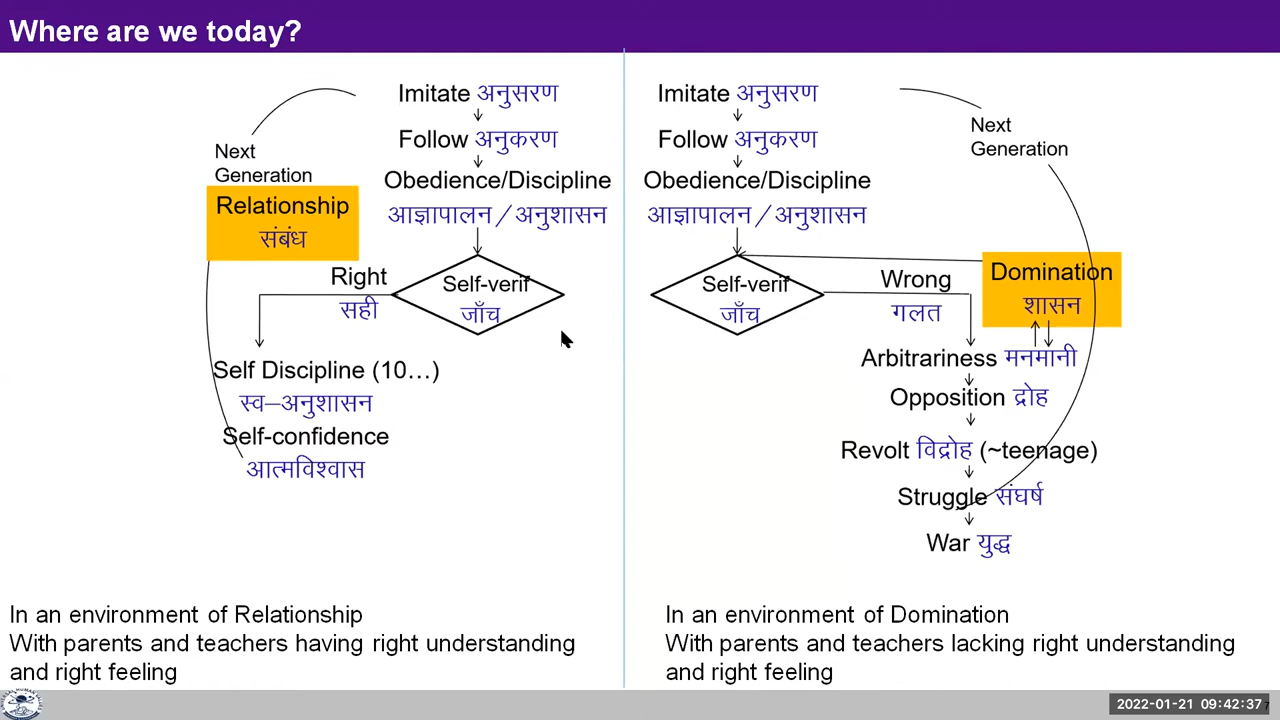 Where are we today?
Imitate अनुसरण
Follow अनुकरण
Obedience/Discipline
आज्ञापालन/अनुशासन
Next
Generation
Relationship
संबंध
Right
सही
Self-verif
जाँच
Self Discipline (10…)
स्व–अनुशासन
Self-confidence
आत्मविश्वास
In an environment of Relationship
With parents and teachers having right understanding
and right feeling
Imitate अनुसरण
Follow अनुकरण
Obedience/Discipline
आज्ञापालन/अनुशासन
Next
Generation
Self-verif
जाँच
Wrong
गलत
Domination
शासन
Arbitrariness मनमानी
Opposition द्रोह
Revolt विद्रोह (~teenage)
Struggle संघर्ष
War युद्ध
In an environment of Domination
With parents and teachers lacking right understanding
and right feeling
2022-01-21 09:42:37
7